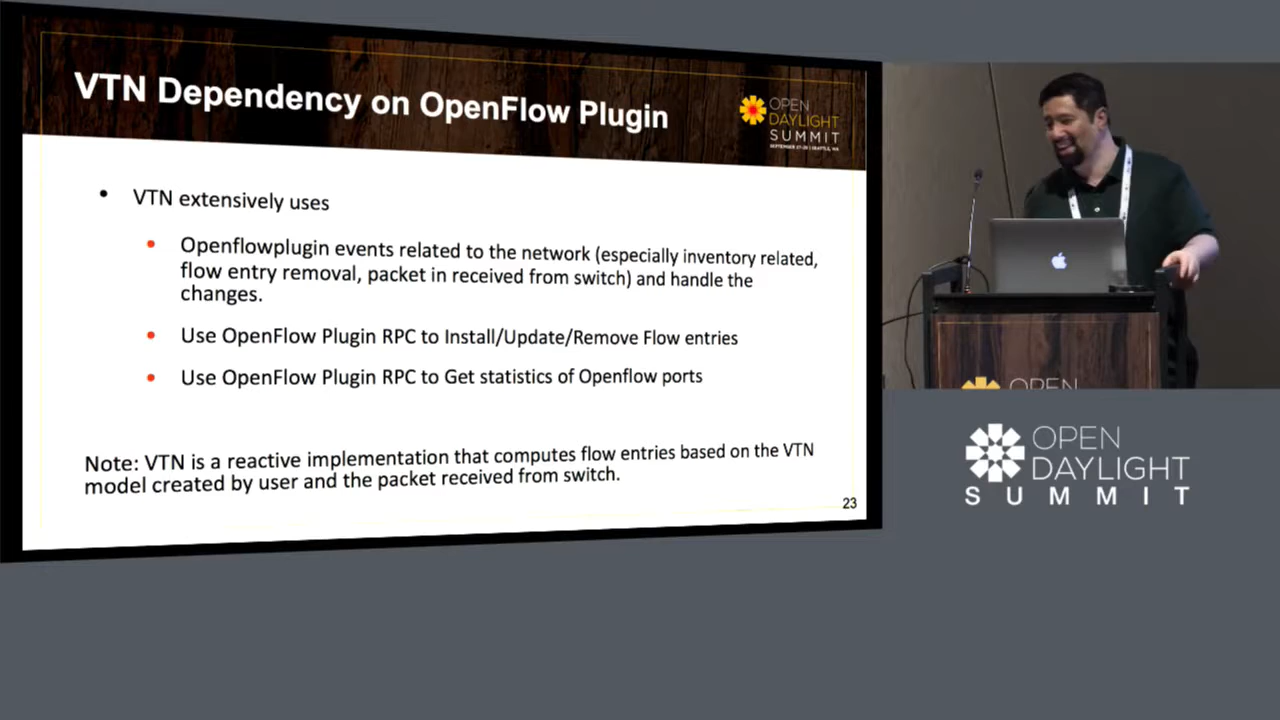 VTN Dependency on OpenFlow Plugin
OPEN
DAYLIGHT
SUMMIT
SEPTEMBER 27-29 | SEATTLE, WA
• VTN extensively uses
• Openflowplugin events related to the network (especially inventory related,
flow entry removal, packet in received from switch) and handle the
changes.
• Use OpenFlow Plugin RPC to Install/Update/Remove Flow entries
• Use OpenFlow Plugin RPC to Get statistics of Openflow ports
Note: VTN is a reactive implementation that computes flow entries based on the VTN
model created by user and the packet received from switch.
23
OPEN
OPEN
DAYLIGHT
SUMMIT